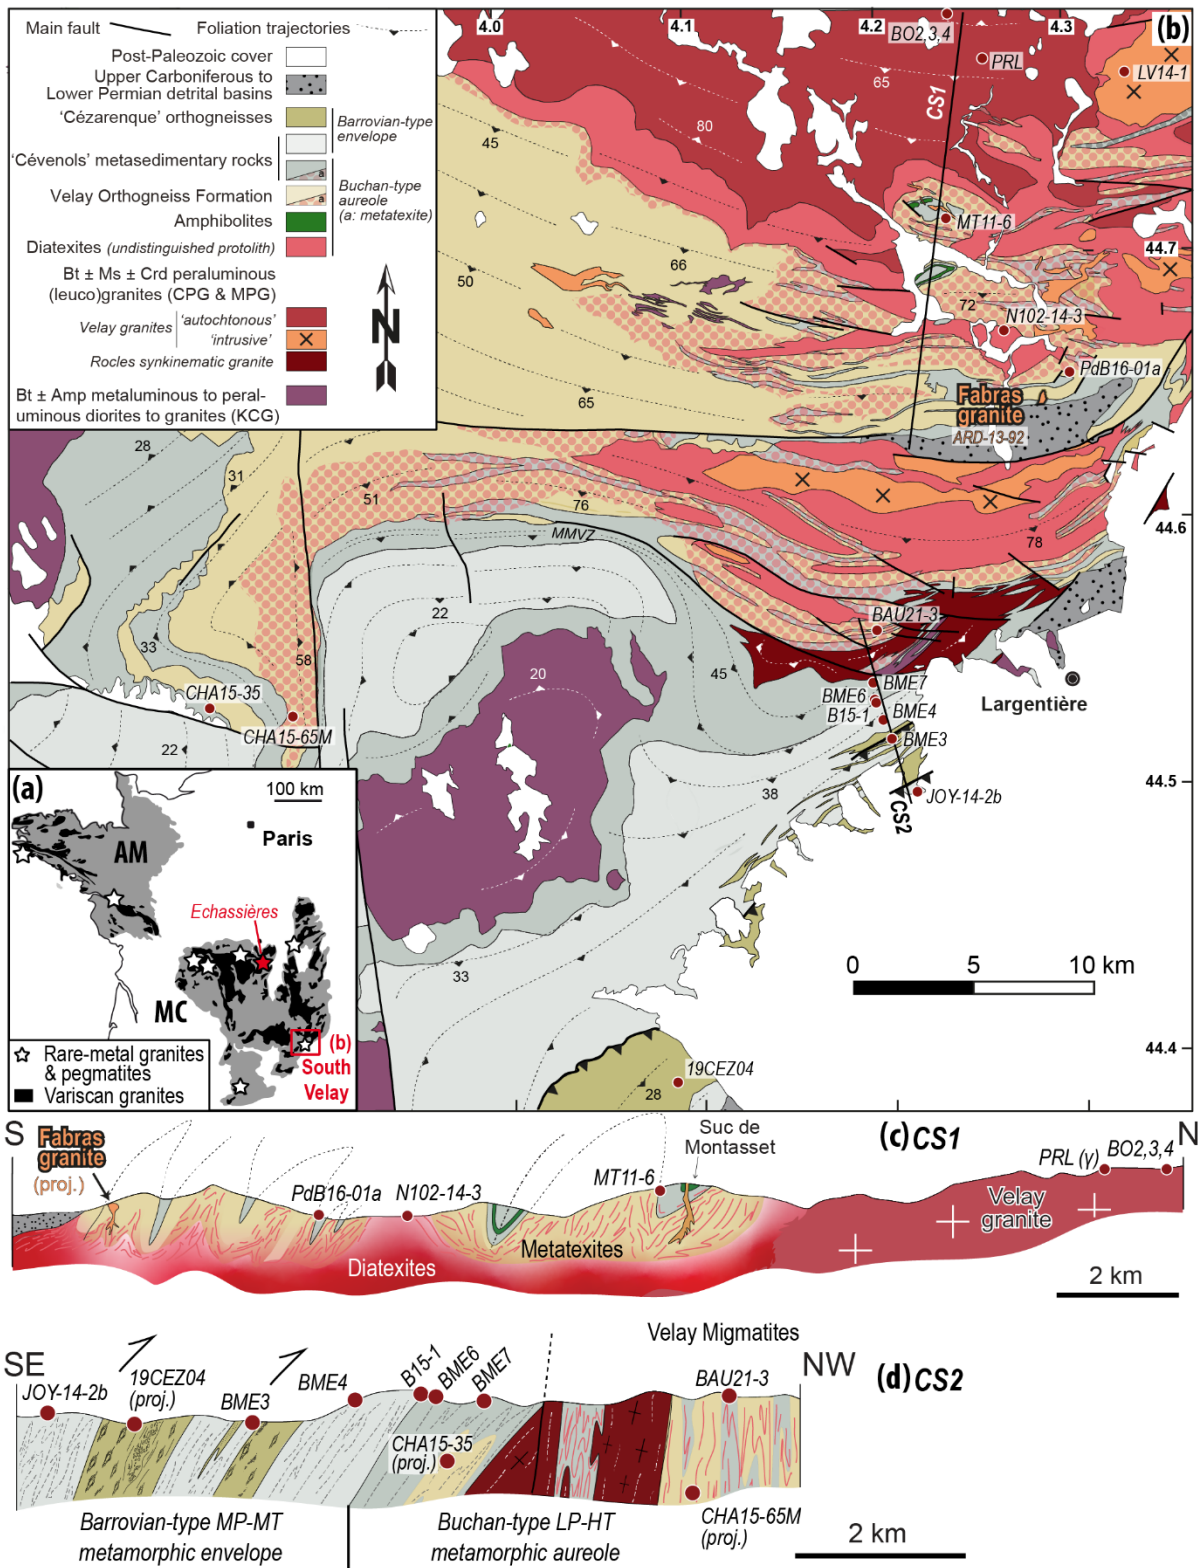 Main fault
Foliation trajectories
Post-Paleozoic cover
Upper Carboniferous to
Lower Permian detrital basins
'Cézarenque' orthogneisses
Barrovian-type
envelope
'Cévenols' metasedimentary rocks
a
Velay Orthogneiss Formation
a
Buchan-type
aureole
(a: metatexite)
Amphibolites
Diatexites (undistinguished protolith)
Bt ± Ms ± Crd peraluminous
(leuco)granites (CPG & MPG)
Velay granites
'autochtonous'
'intrusive'
Rocles synkinematic granite
Bt ± Amp metaluminous to peral-
uminous diorites to granites (KCG)
N
4.0
4.1
4.2
4.3
(b)
BO2,3,4
PRL
LV14-1
CS1
65
80
45
MT11-6
44.7
66
50
72
N102-14-3
PdB16-01a
65
Fabras
granite
ARD-13-92
28
31
51
76
MMVZ
78
44.6
22
33
58
45
20
BAU21-3
BME7
BME6
B15-1
BME4
BME3
Largentière
CHA15-35
CHA15-65M
22
38
JOY-14-2b
CS2
44.5
33
0 5 10 km
44.4
19CEZ04
28
(a)
100 km
Paris
AM
Echassières
MC
(b)
South
Velay
Rare-metal granites
& pegmatites
Variscan granites
S
N
(c) CS1
Fabras
granite
(proj.)
PdB16-01a
N102-14-3
MT11-6
Suc de
Montasset
PRL (γ)
BO2,3,4
Velay
granite
Metatexites
Diatexites
2 km
SE
NW
(d) CS2
Velay Migmatites
JOY-14-2b
19CEZ04
(proj.)
BME3
BME4
B15-1
BME6
BME7
BAU21-3
CHA15-35
(proj.)
CHA15-65M
(proj.)
Barrovian-type MP-MT
metamorphic envelope
Buchan-type LP-HT
metamorphic aureole
2 km